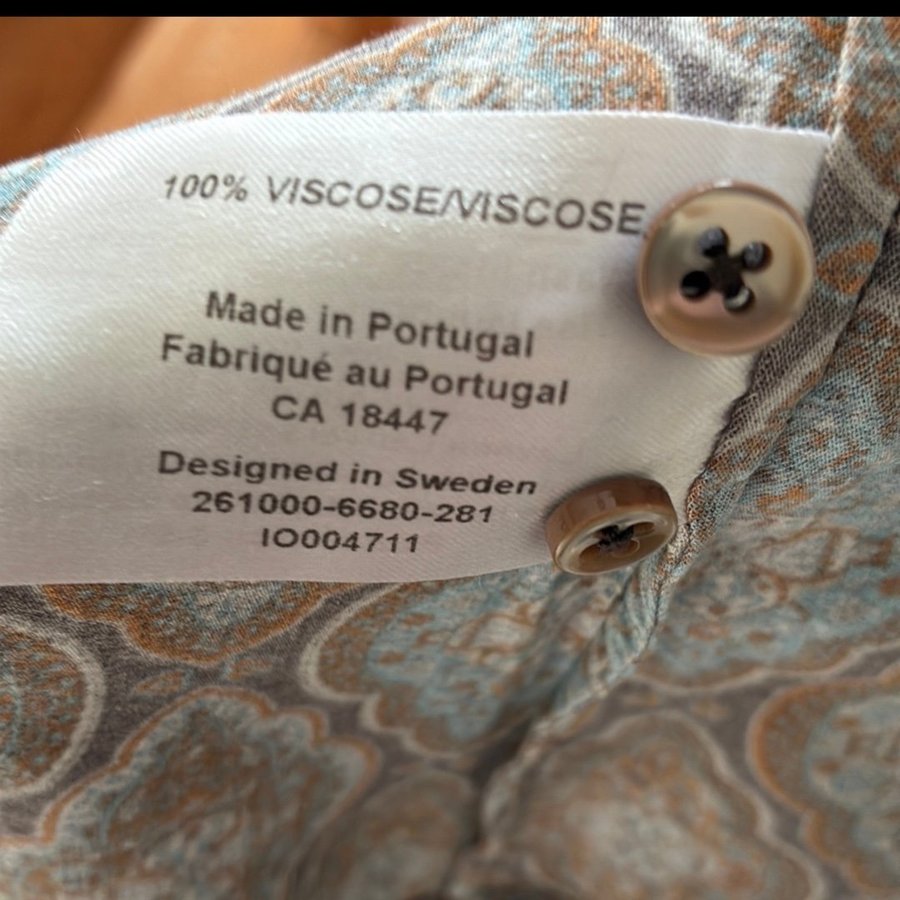 100% VISCOSE/VISCOSE
Made in Portugal
Fabriqué au Portugal
CA 18447
Designed in Sweden
261000-6680-281
IO004711